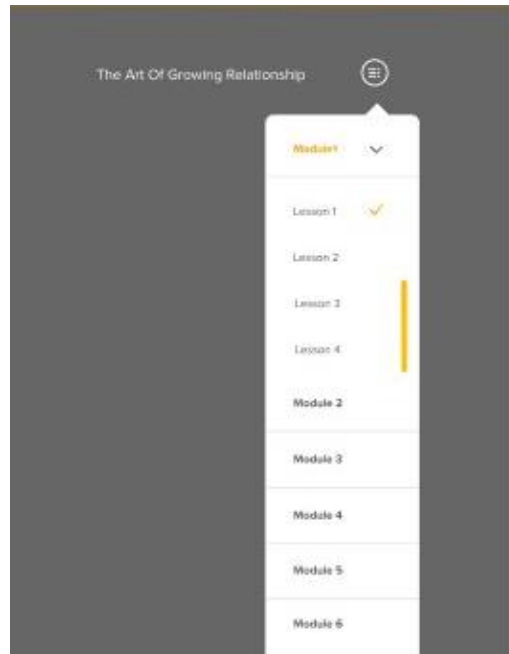 The Art Of Growing Relationship
Module1
Lesson 1
Lesson 2
Lesson 3
Lesson 4
Module 2
Module 3
Module 4
Module 5
Module 6